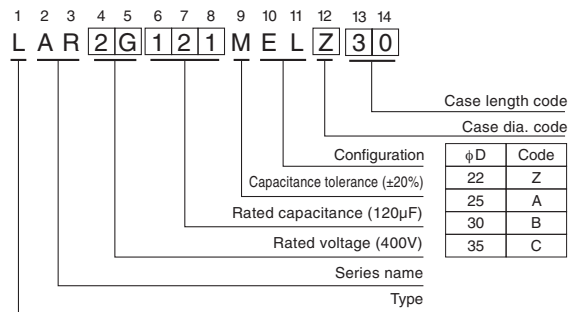 1 2 3 4 5 6 7 8 9 10 11 12 13 14
L A R 2 G 1 2 1 M E L Z 3 0
Case length code
Case dia. code
Configuration
Capacitance tolerance (±20%)
Rated capacitance (120µF)
Rated voltage (400V)
Series name
Type
ϕD Code
22 Z
25 A
30 B
35 C